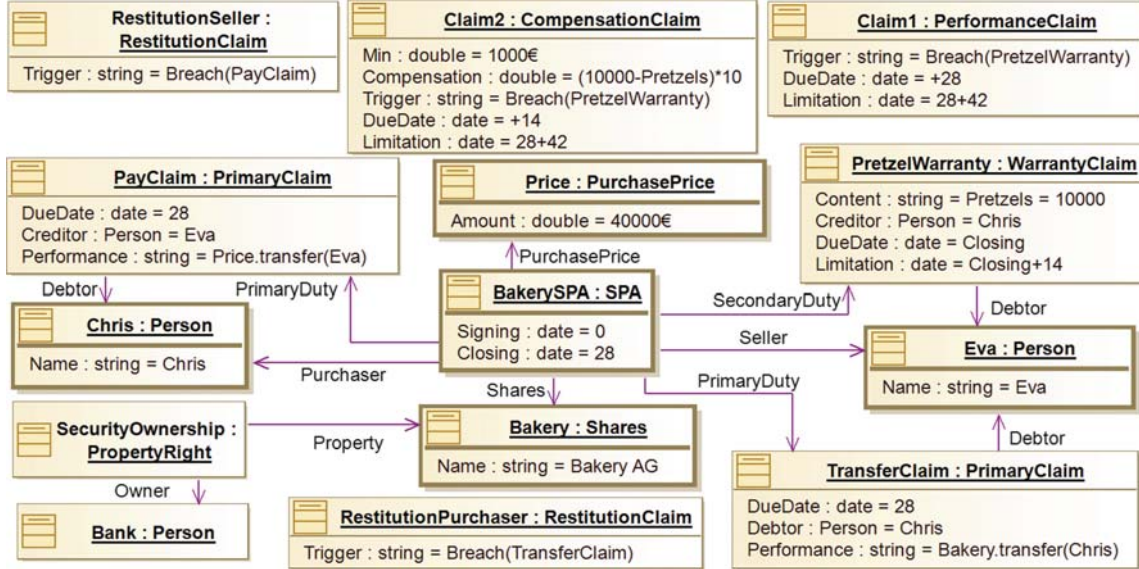 RestitutionSeller :
RestitutionClaim
Trigger : string = Breach(PayClaim)
Claim2 : CompensationClaim
Min : double = 1000€
Compensation : double = (10000-Pretzels)*10
Trigger : string = Breach(PretzelWarranty)
DueDate : date = +14
Limitation : date = 28+42
Claim1 : PerformanceClaim
Trigger : string = Breach(PretzelWarranty)
DueDate : date = +28
Limitation : date = 28+42
PayClaim : PrimaryClaim
DueDate : date = 28
Creditor : Person = Eva
Performance : string = Price.transfer(Eva)
Price : PurchasePrice
Amount : double = 40000€
PretzelWarranty : WarrantyClaim
Content : string = Pretzels = 10000
Creditor : Person = Chris
DueDate : date = Closing
Limitation : date = Closing+14
PurchasePrice
Debtor
PrimaryDuty
BakerySPA : SPA
Signing : date = 0
Closing : date = 28
SecondaryDuty
Debtor
Chris : Person
Name : string = Chris
Purchaser
Seller
Eva : Person
Name : string = Eva
Shares
PrimaryDuty
SecurityOwnership :
PropertyRight
Property
Bakery : Shares
Name : string = Bakery AG
Debtor
TransferClaim : PrimaryClaim
DueDate : date = 28
Debtor : Person = Chris
Performance : string = Bakery.transfer(Chris)
Owner
Bank : Person
RestitutionPurchaser : RestitutionClaim
Trigger : string = Breach(TransferClaim)